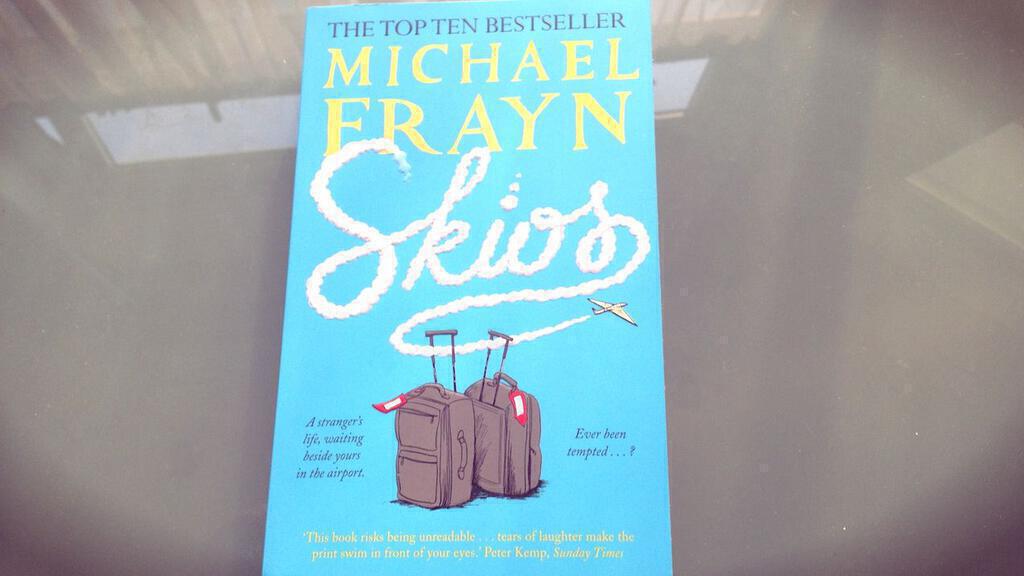 THE TOP TEN BESTSELLER
MICHAEL
FRAYN
Skios
A stranger's
life, waiting
beside yours
in the airport.
Ever been
tempted . . . ?
'This book risks being unreadable . . . tears of laughter make the
print swim in front of your eyes.' Peter Kemp, Sunday Times